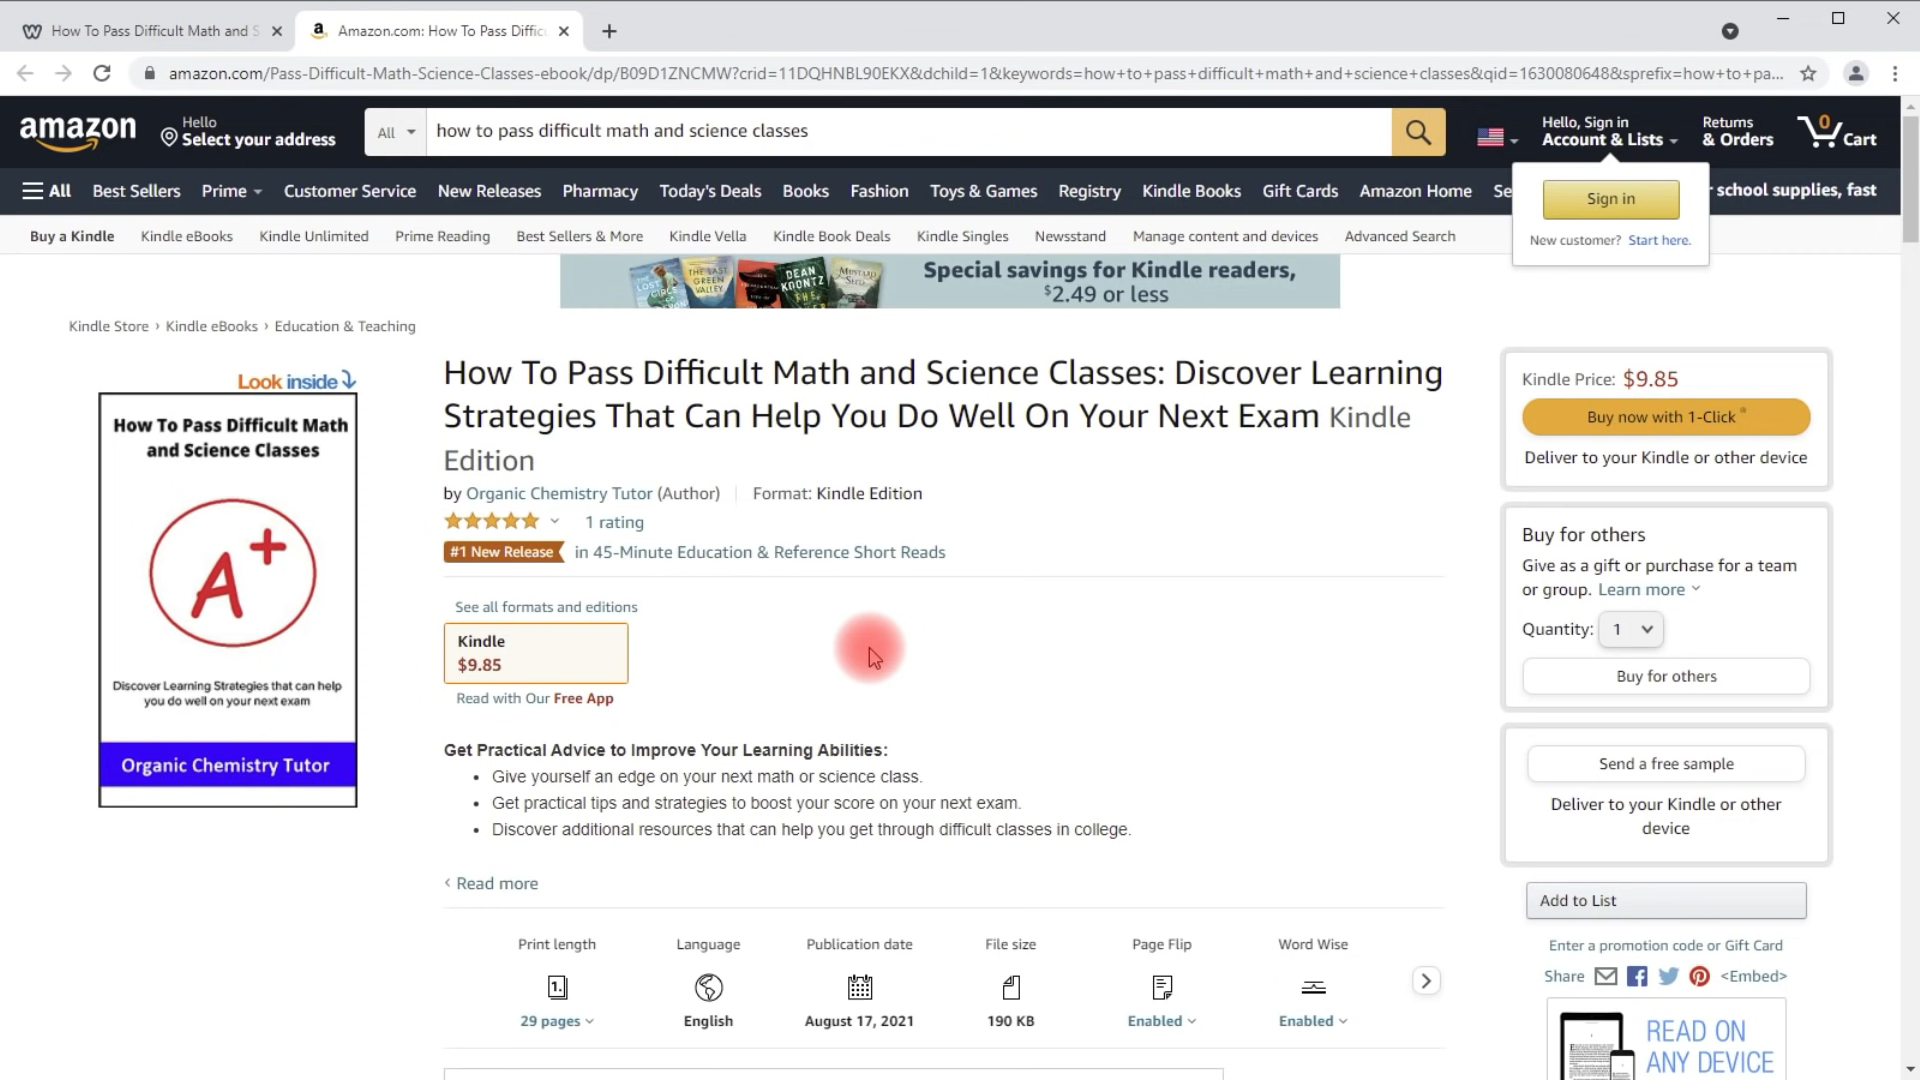 How To Pass Difficult Math and S
Amazon.com: How To Pass Diffic
amazon.com/Pass-Difficult-Math-Science-Classes-ebook/dp/B09D1ZNCMW?crid=11DQHNBL90EKX&dchild=1&keywords=how+to+pass+difficult+math+and+science+classes&qid=1630080648&sprefix=how+to+pa...
amazon
Hello
Select your address
All
how to pass difficult math and science classes
Hello, Sign in
Account & Lists
Returns
& Orders
0
Cart
All Best Sellers Prime Customer Service New Releases Pharmacy Today's Deals Books Fashion Toys & Games Registry Kindle Books Gift Cards Amazon Home Se
r school supplies, fast
Sign in
New customer? Start here.
Buy a Kindle Kindle eBooks Kindle Unlimited Prime Reading Best Sellers & More Kindle Vella Kindle Book Deals Kindle Singles Newsstand Manage content and devices Advanced Search
THE LAST
GREEN
VALLEY
DEAN
KOONTZ
MUSTARD
SEED
Special savings for Kindle readers,
$2.49 or less
Kindle Store › Kindle eBooks › Education & Teaching
Look inside
How To Pass Difficult Math
and Science Classes
A+
Discover Learning Strategies that can help
you do well on your next exam
Organic Chemistry Tutor
How To Pass Difficult Math and Science Classes: Discover Learning
Strategies That Can Help You Do Well On Your Next Exam Kindle
Edition
by Organic Chemistry Tutor (Author) Format: Kindle Edition
1 rating
#1 New Release in 45-Minute Education & Reference Short Reads
See all formats and editions
Kindle
$9.85
Read with Our Free App
Get Practical Advice to Improve Your Learning Abilities:
• Give yourself an edge on your next math or science class.
• Get practical tips and strategies to boost your score on your next exam.
• Discover additional resources that can help you get through difficult classes in college.
‹ Read more
Print length Language Publication date File size Page Flip Word Wise
1.
29 pages English August 17, 2021 190 KB Enabled Enabled
Kindle Price: $9.85
Buy now with 1-Click ®
Deliver to your Kindle or other device
Buy for others
Give as a gift or purchase for a team
or group. Learn more
Quantity: 1
Buy for others
Send a free sample
Deliver to your Kindle or other
device
Add to List
Enter a promotion code or Gift Card
Share <Embed>
READ ON
ANY DEVICE